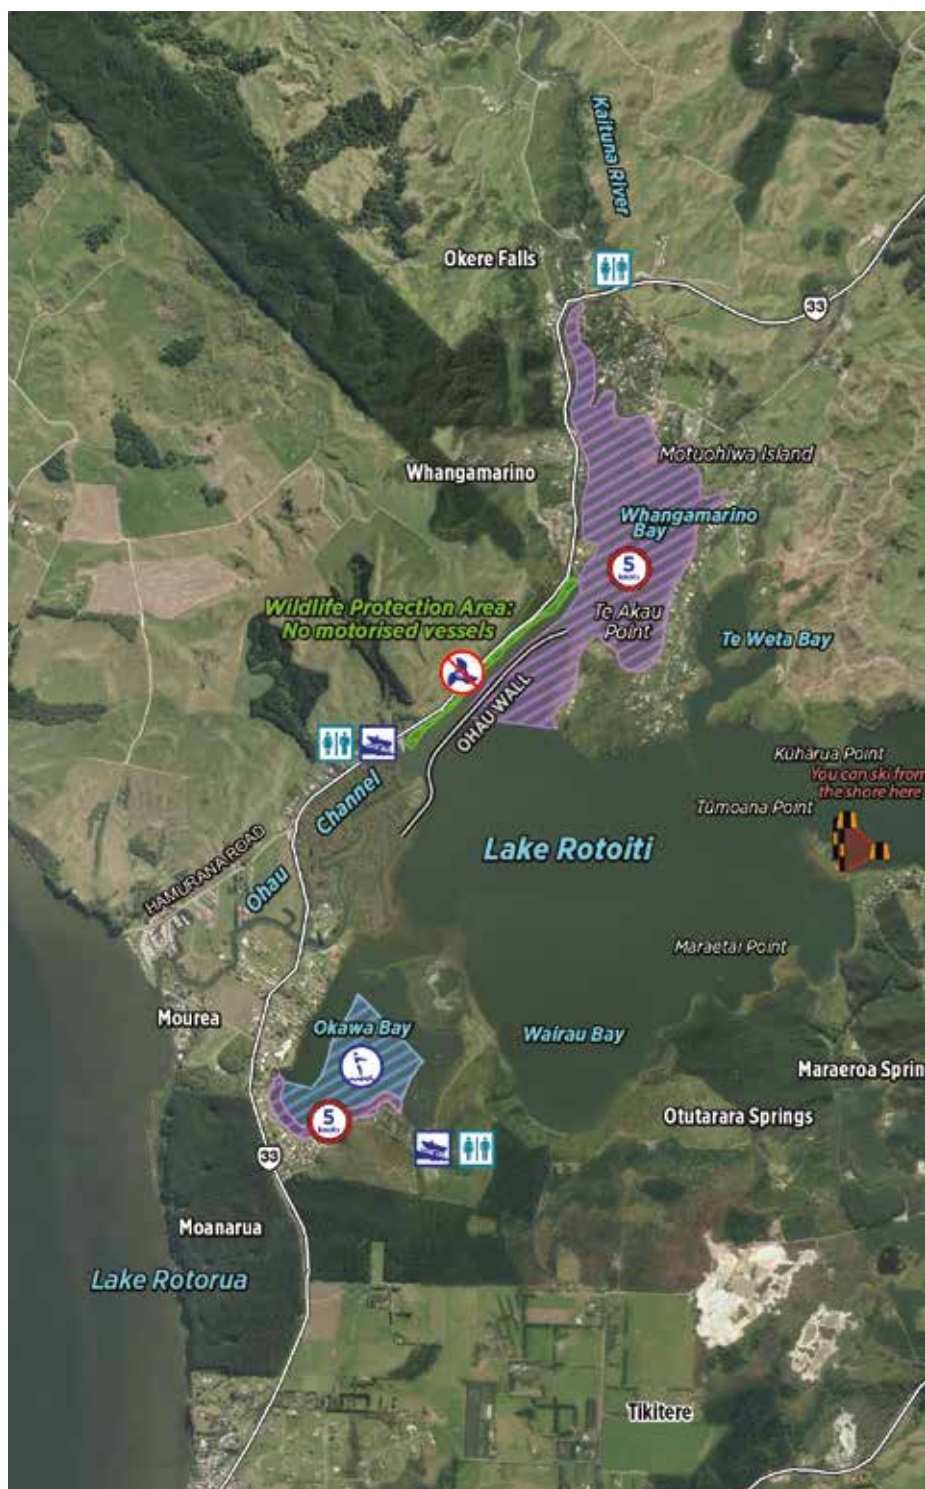 Kaituna River
Okere Falls
33
Motuohiwa Island
Whangamarino
Whangamarino
Bay
5
knots
Wildlife Protection Area:
No motorised vessels
Te Akau
Point
Te Weta Bay
OHAU WALL
Kūhārua Point
You can ski from
the shore here
Tūmoana Point
Ohau Channel
Lake Rotoiti
HAMURANA ROAD
Maraetai Point
Mourea
Okawa Bay
Wairau Bay
Maraeroa Sprin
Otutarara Springs
5
knots
33
Moanarua
Lake Rotorua
Tikitere